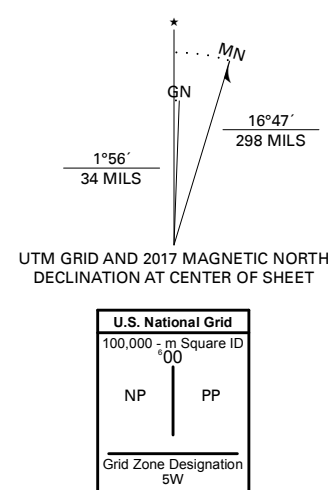 ★
MN
GN
16°47´
298 MILS
1°56´
34 MILS
UTM GRID AND 2017 MAGNETIC NORTH
DECLINATION AT CENTER OF SHEET
U.S. National Grid
100,000 - m Square ID
⁶00
NP PP
Grid Zone Designation
5W